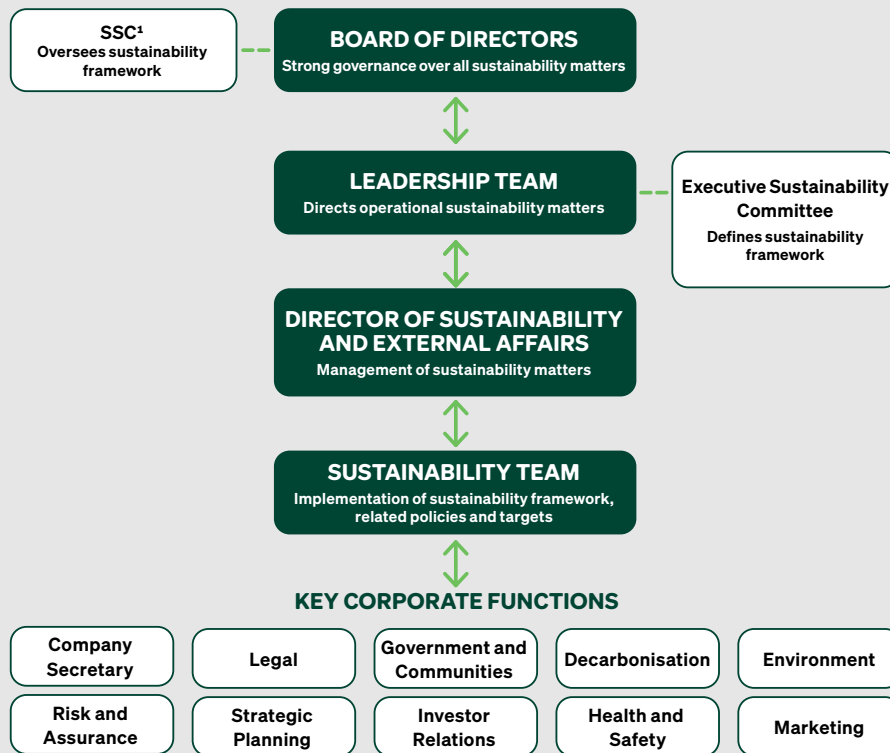 SSC¹
Oversees sustainability
framework
BOARD OF DIRECTORS
Strong governance over all sustainability matters
LEADERSHIP TEAM
Directs operational sustainability matters
Executive Sustainability
Committee
Defines sustainability
framework
DIRECTOR OF SUSTAINABILITY
AND EXTERNAL AFFAIRS
Management of sustainability matters
SUSTAINABILITY TEAM
Implementation of sustainability framework,
related policies and targets
KEY CORPORATE FUNCTIONS
Company
Secretary
Legal
Government and
Communities
Decarbonisation
Environment
Risk and
Assurance
Strategic
Planning
Investor
Relations
Health and
Safety
Marketing